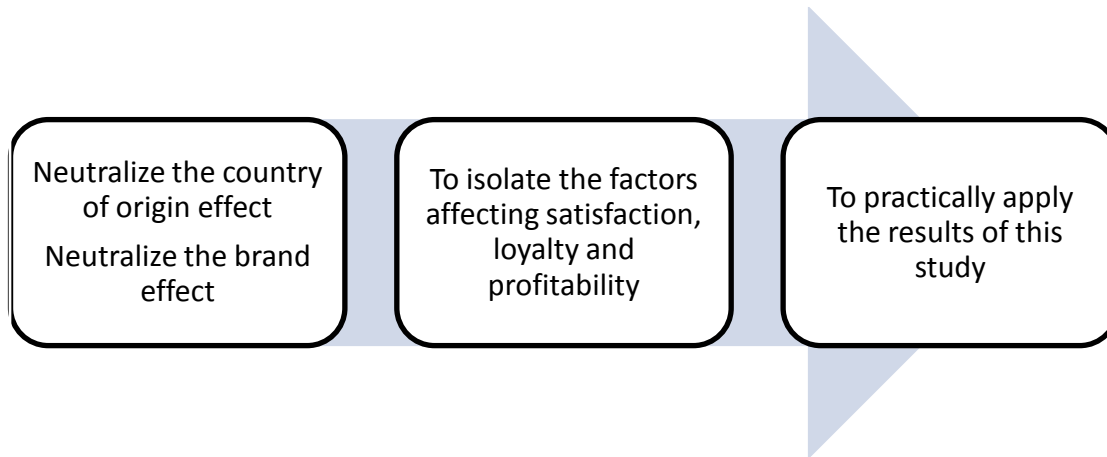 Neutralize the country
of origin effect
Neutralize the brand
effect
To isolate the factors
affecting satisfaction,
loyalty and
profitability
To practically apply
the results of this
study